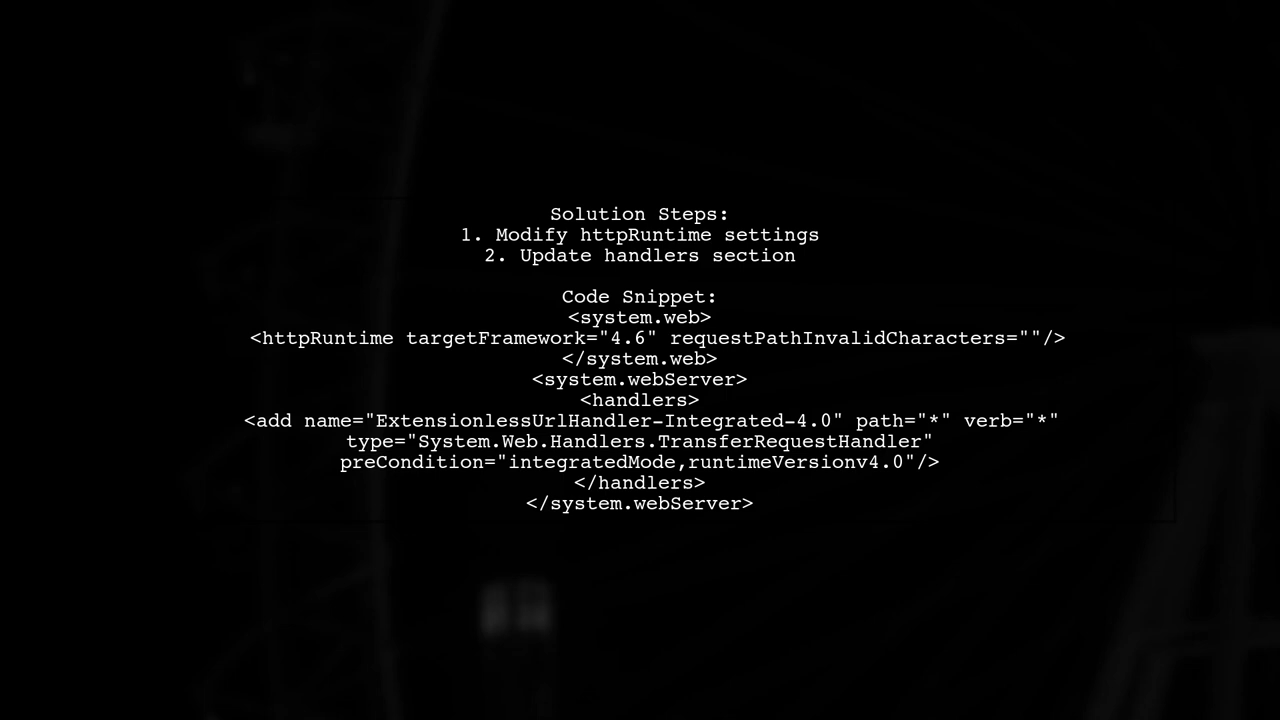 Solution Steps:
1. Modify httpRuntime settings
2. Update handlers section
Code Snippet:
<system.web>
<httpRuntime targetFramework="4.6" requestPathInvalidCharacters=""/>
</system.web>
<system.webServer>
<handlers>
<add name="ExtensionlessUrlHandler-Integrated-4.0" path="*" verb="*"
type="System.Web.Handlers.TransferRequestHandler"
preCondition="integratedMode,runtimeVersionv4.0"/>
</handlers>
</system.webServer>